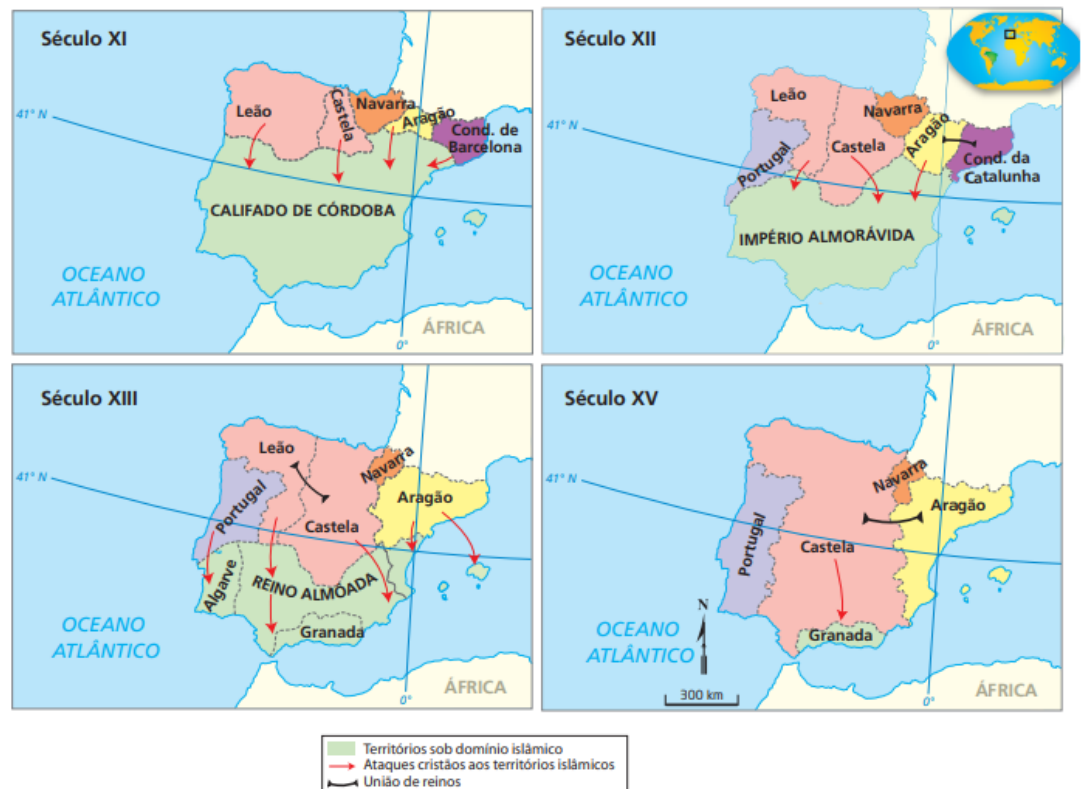 Século XI
41° N
Leão
Castela
Navarra
Aragão
Cond. de
Barcelona
CALIFADO DE CÓRDOBA
OCEANO
ATLÂNTICO
ÁFRICA
0°
Século XII
41° N
Leão
Navarra
Portugal
Castela
Aragão
Cond. da
Catalunha
IMPÉRIO ALMORÁVIDA
OCEANO
ATLÂNTICO
ÁFRICA
0°
Século XIII
41° N
Leão
Navarra
Portugal
Aragão
Castela
Algarve
REINO ALMÔADA
Granada
OCEANO
ATLÂNTICO
ÁFRICA
0°
Século XV
41° N
Navarra
Aragão
Portugal
Castela
N
Granada
OCEANO
ATLÂNTICO
300 km
ÁFRICA
0°
Territórios sob domínio islâmico
Ataques cristãos aos territórios islâmicos
União de reinos